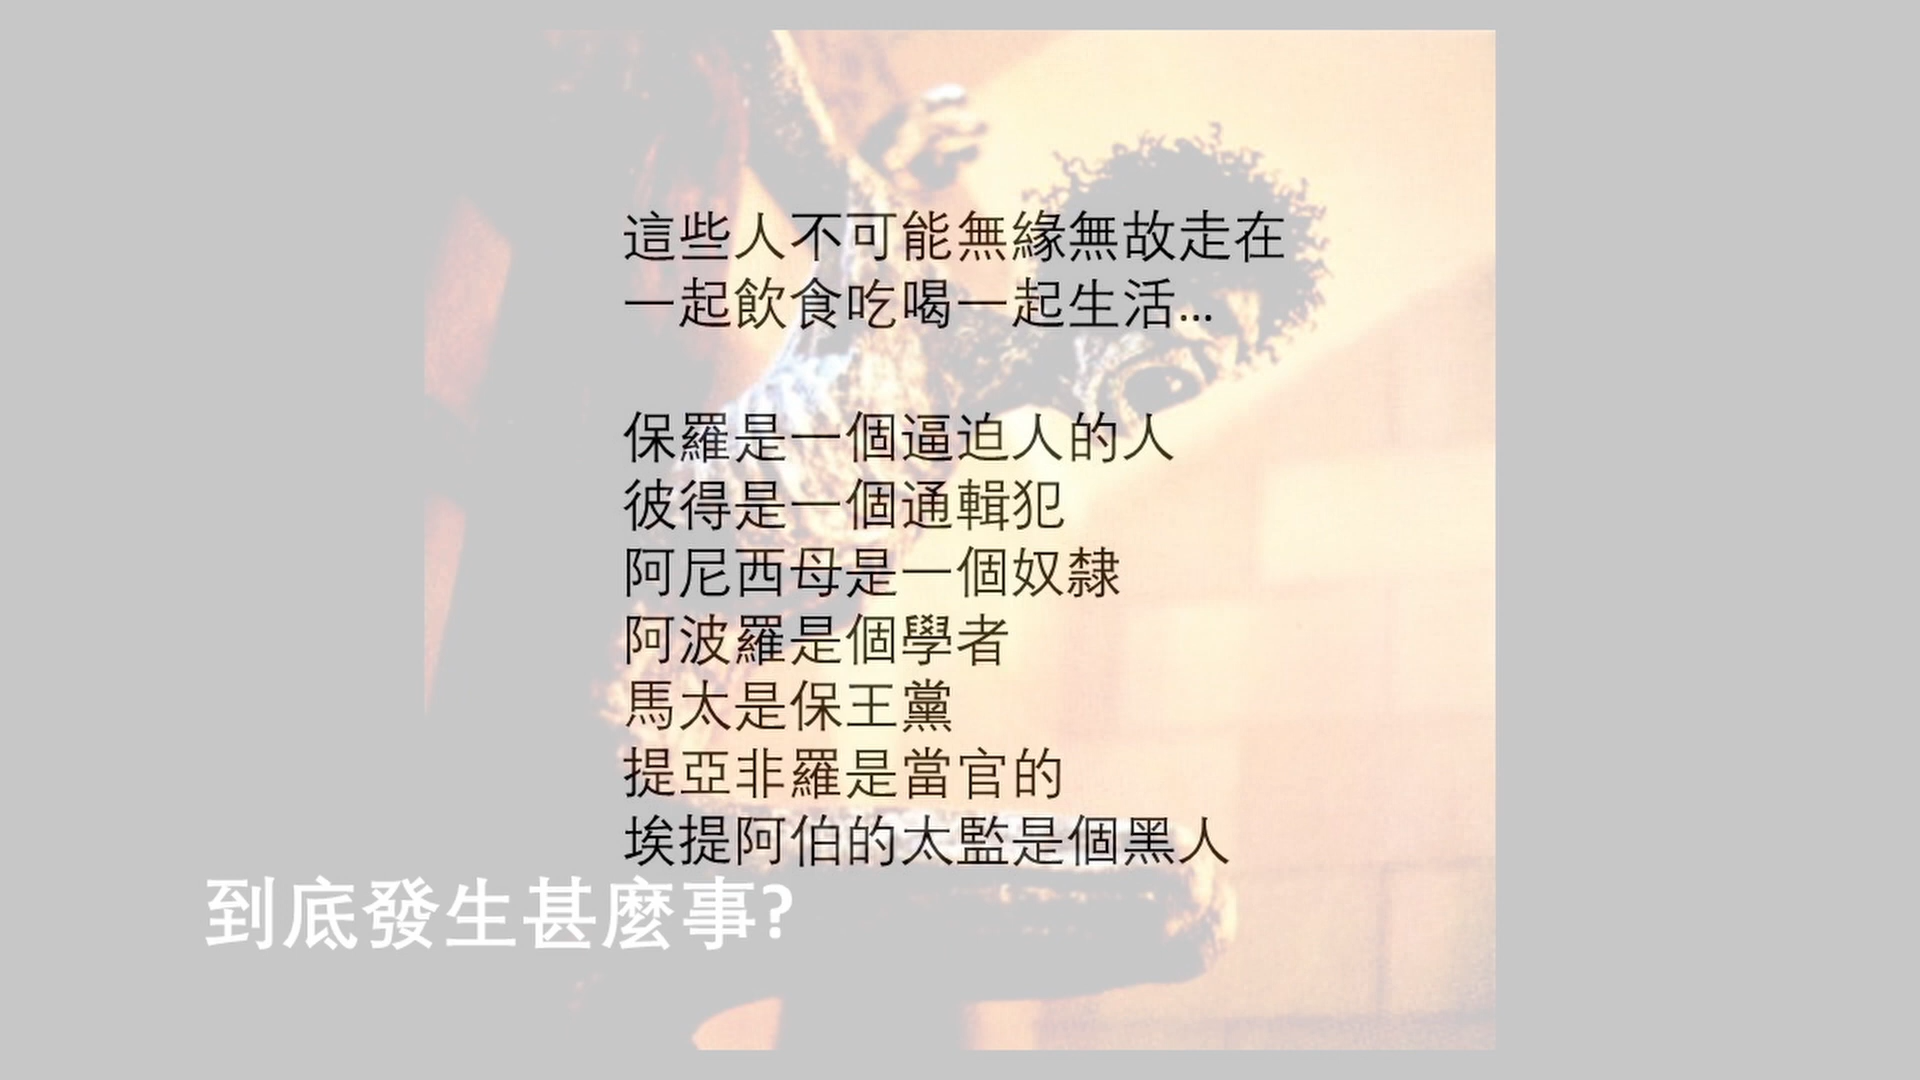 這些人不可能無緣無故走在
一起飲食吃喝一起生活...
保羅是一個逼迫人的人
彼得是一個通輯犯
阿尼西母是一個奴隸
阿波羅是個學者
馬太是保王黨
提亞非羅是當官的
埃提阿伯的太監是個黑人
到底發生甚麼事?